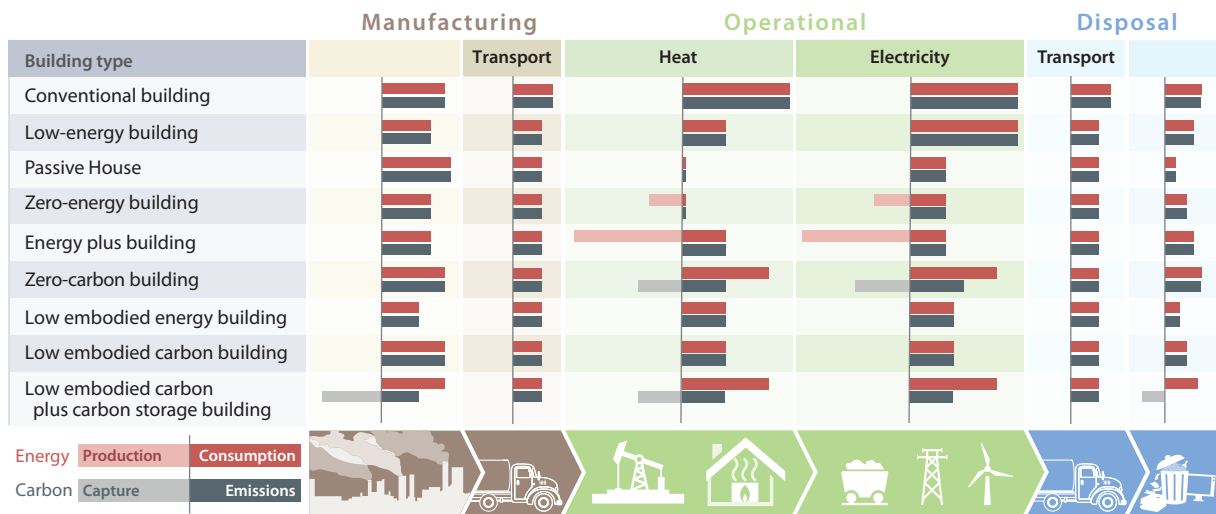 Manufacturing Operational Disposal
Building type Transport Heat Electricity Transport
Conventional building
Low-energy building
Passive House
Zero-energy building
Energy plus building
Zero-carbon building
Low embodied energy building
Low embodied carbon building
Low embodied carbon
plus carbon storage building
Energy Production Consumption
Carbon Capture Emissions